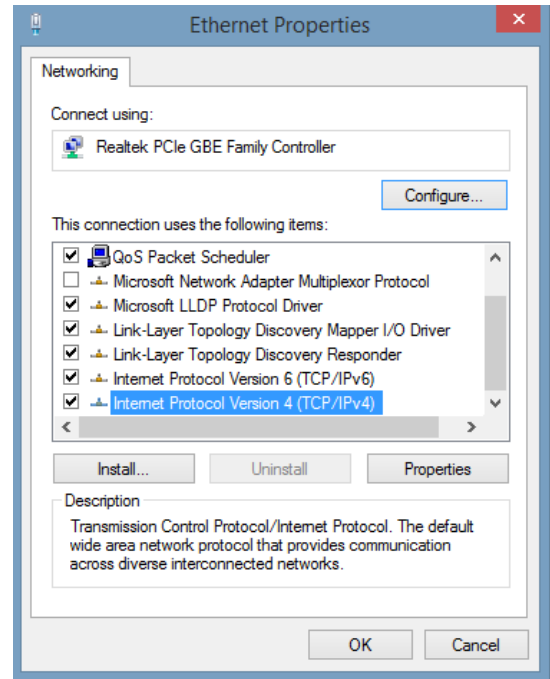 Ethernet Properties
Networking
Connect using:
Realtek PCIe GBE Family Controller
Configure...
This connection uses the following items:
QoS Packet Scheduler
Microsoft Network Adapter Multiplexor Protocol
Microsoft LLDP Protocol Driver
Link-Layer Topology Discovery Mapper I/O Driver
Link-Layer Topology Discovery Responder
Internet Protocol Version 6 (TCP/IPv6)
Internet Protocol Version 4 (TCP/IPv4)
Install...
Uninstall
Properties
Description
Transmission Control Protocol/Internet Protocol. The default
wide area network protocol that provides communication
across diverse interconnected networks.
OK
Cancel